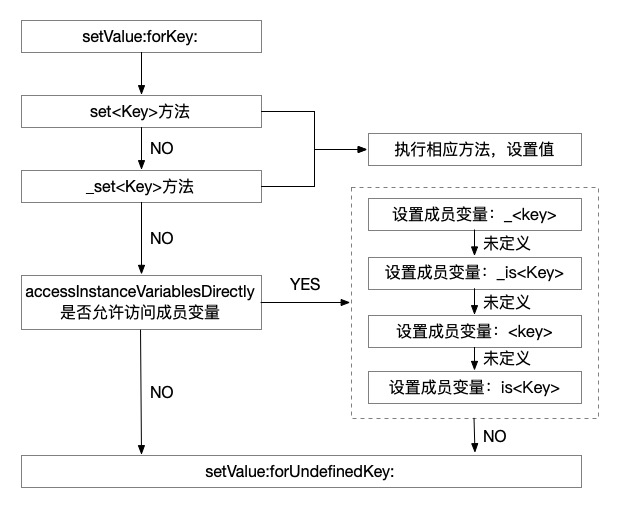 setValue:forKey:
set<Key>方法
NO
执行相应方法，设置值
_set<Key>方法
NO
设置成员变量：_<key>
未定义
设置成员变量：_is<Key>
accessInstanceVariablesDirectly
是否允许访问成员变量
YES
未定义
设置成员变量：<key>
未定义
设置成员变量：is<Key>
NO
NO
setValue:forUndefinedKey: